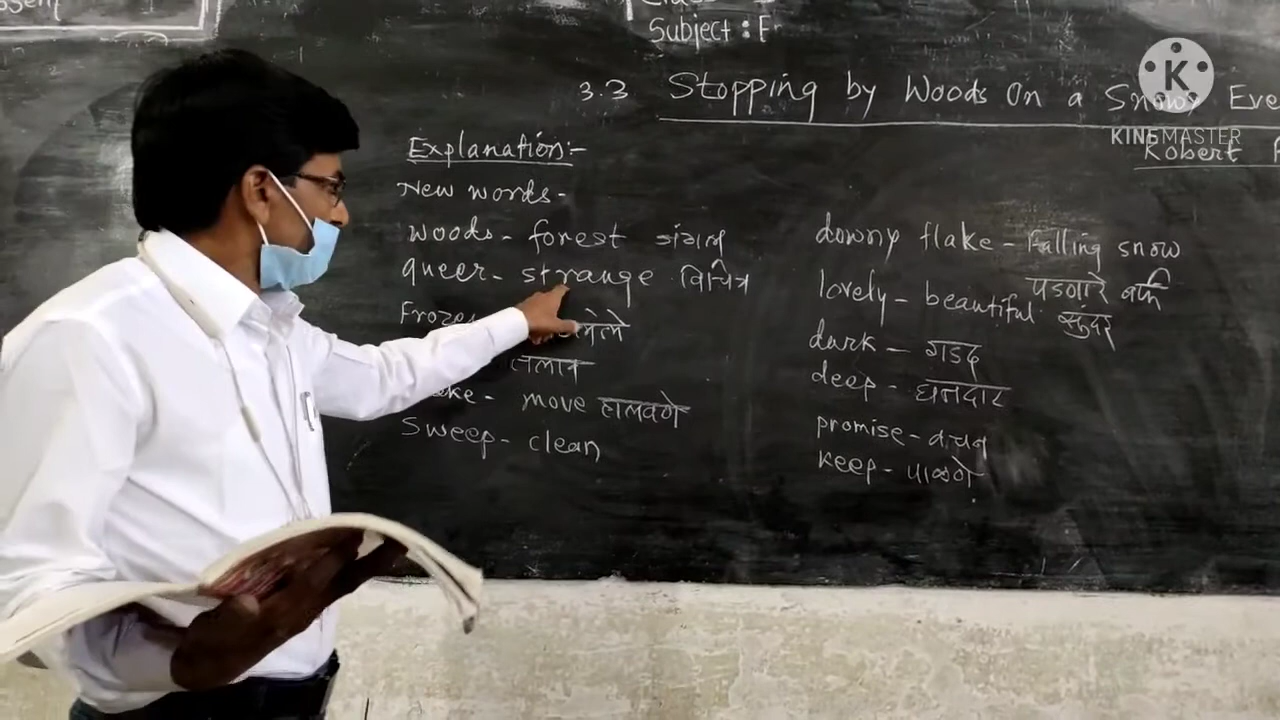 Subject : E
3.3 Stopping by Woods On a Snowy Eve
Robert
KINEMASTER
Explanation:-
New words-
woods - forest जंगल
queer - strange विचित्र
Frozen
तलाव
move हालवणे
Sweep - clean
downy flake - Falling snow
पडणारे बर्फ
lovely - beautiful सुंदर
dark - गडद
deep - घनदाट
promise - वचन
keep - पाळणे